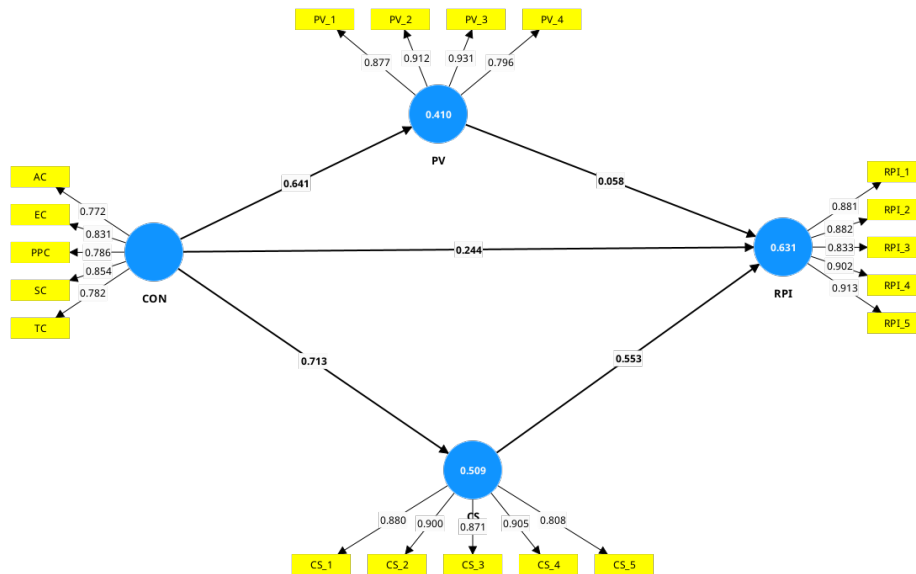 PV_1 PV_2 PV_3 PV_4
0.877 0.912 0.931 0.796
0.410
PV
AC
EC
PPC
SC
TC
0.772
0.831
0.786
0.854
0.782
CON
0.641
0.058
0.244
0.713
0.553
RPI_1
RPI_2
RPI_3
RPI_4
RPI_5
0.881
0.882
0.833
0.902
0.913
0.631
RPI
0.509
CS
0.880 0.900 0.871 0.905 0.808
CS_1 CS_2 CS_3 CS_4 CS_5